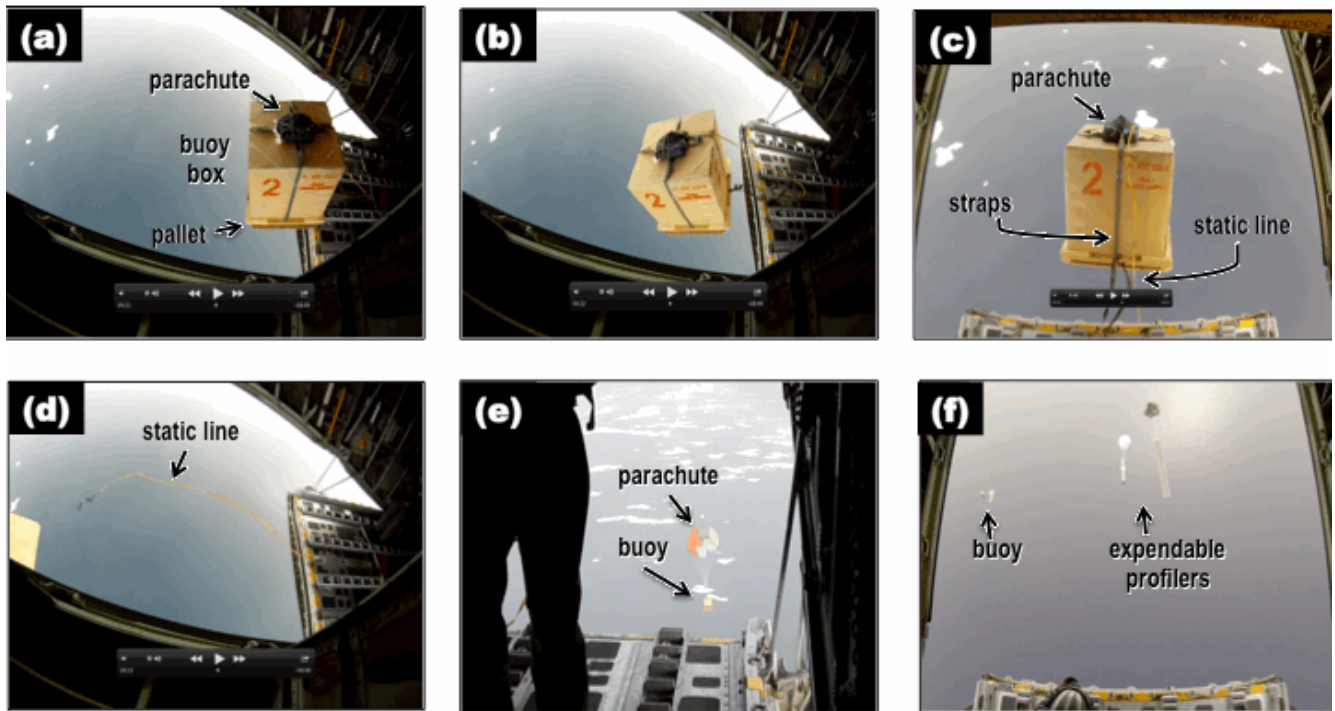 (a)
parachute
buoy
box
2
pallet
(b)
2
(c)
parachute
2
straps
static line
(d)
static line
(e)
parachute
buoy
(f)
buoy
expendable
profilers